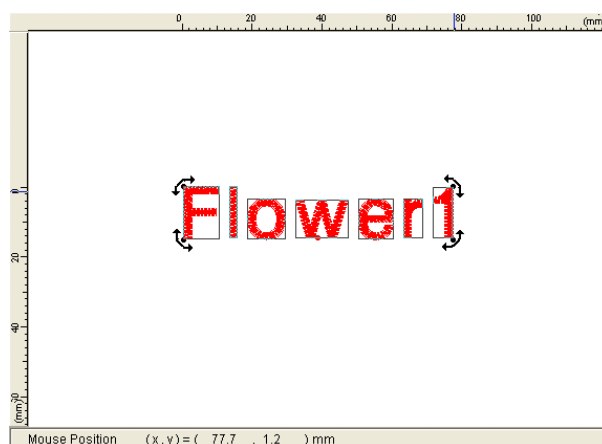 0 20 40 60 80 100
(mm
Flower1
0
20
40
(mm)
Mouse Position (x , y) = ( 77.7 , 1.2 ) mm